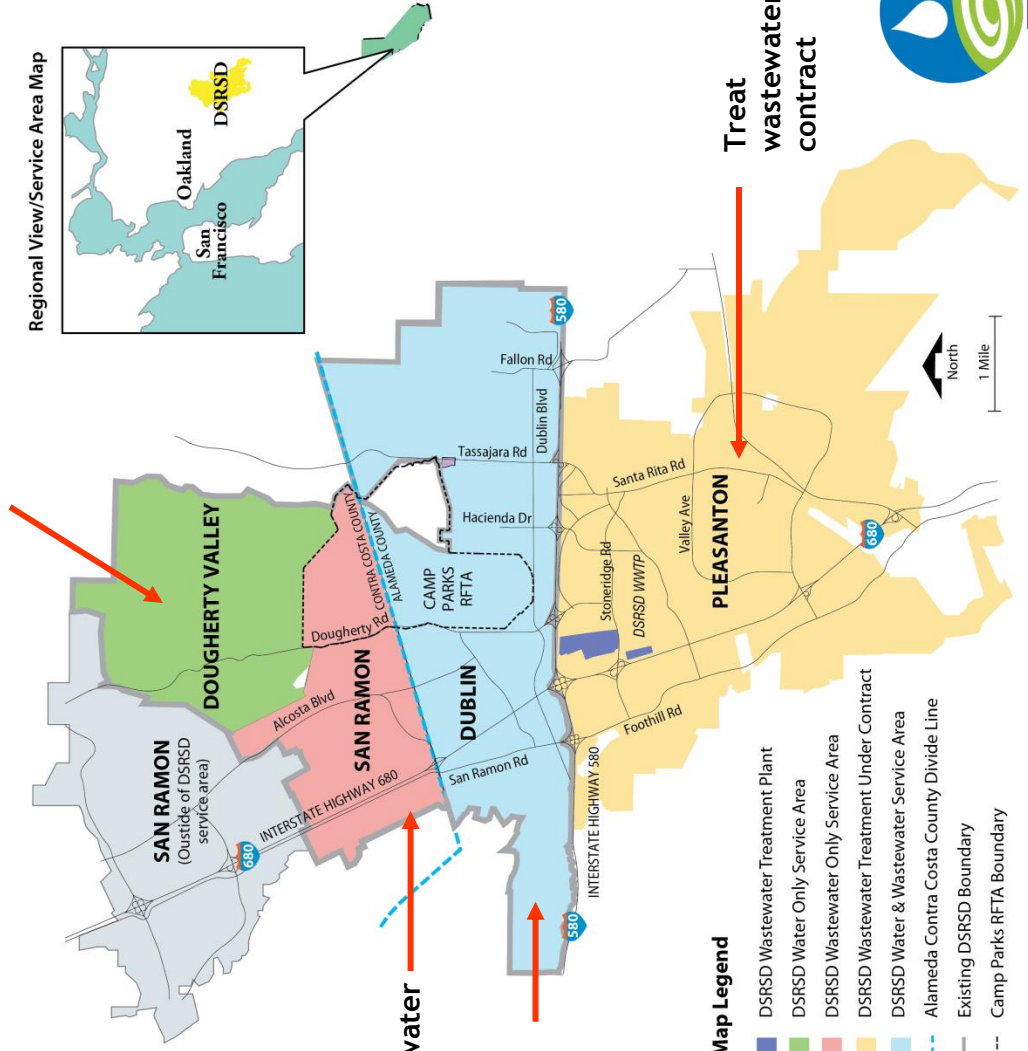 Regional View/Service Area Map
Oakland
San
Francisco
DSRSD
SAN RAMON
(Oustide of DSRSD
service area)
680
INTERSTATE HIGHWAY 680
DOUGHERTY VALLEY
Alcosta Blvd
SAN RAMON
Dougherty Rd
CONTRA COSTA COUNTY
ALAMEDA COUNTY
CAMP
PARKS
RFTA
Tassajara Rd
Fallon Rd
Dublin Blvd
Hacienda Dr
580
DUBLIN
San Ramon Rd
INTERSTATE HIGHWAY 580
580
Foothill Rd
Stoneridge Rd
DSRSD WWTP
Santa Rita Rd
Valley Ave
PLEASANTON
680
Treat
wastewater
contract
North
1 Mile
Map Legend
DSRSD Wastewater Treatment Plant
DSRSD Water Only Service Area
DSRSD Wastewater Only Service Area
DSRSD Wastewater Treatment Under Contract
DSRSD Water & Wastewater Service Area
Alameda Contra Costa County Divide Line
Existing DSRSD Boundary
Camp Parks RFTA Boundary